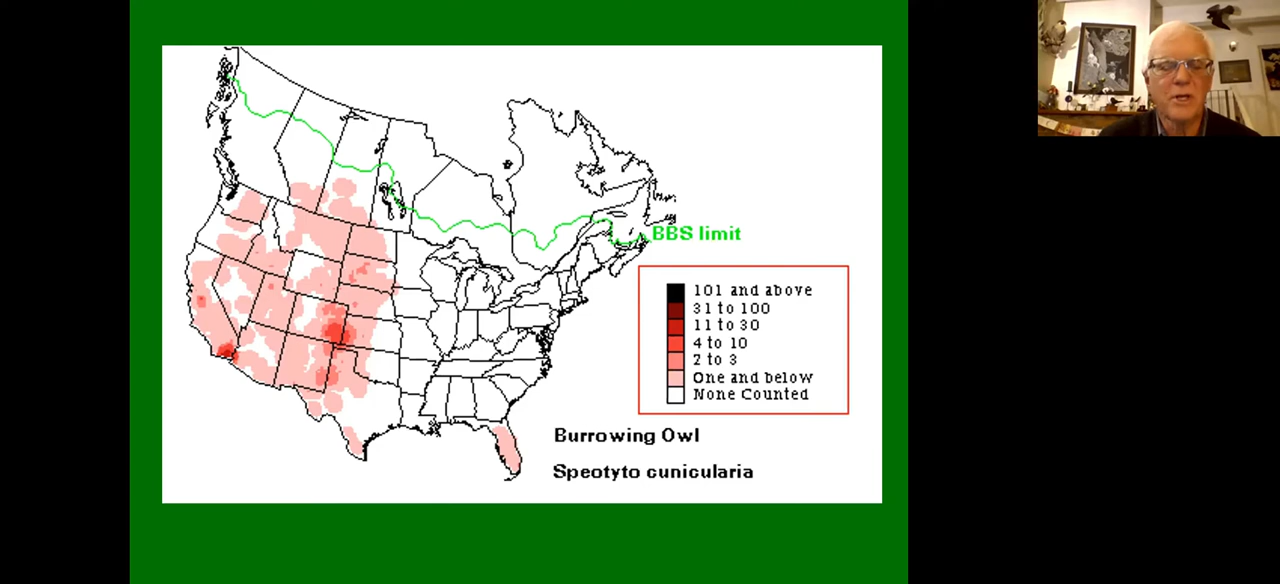 BBS limit
101 and above
31 to 100
11 to 30
4 to 10
2 to 3
One and below
None Counted
Burrowing Owl
Speotyto cunicularia